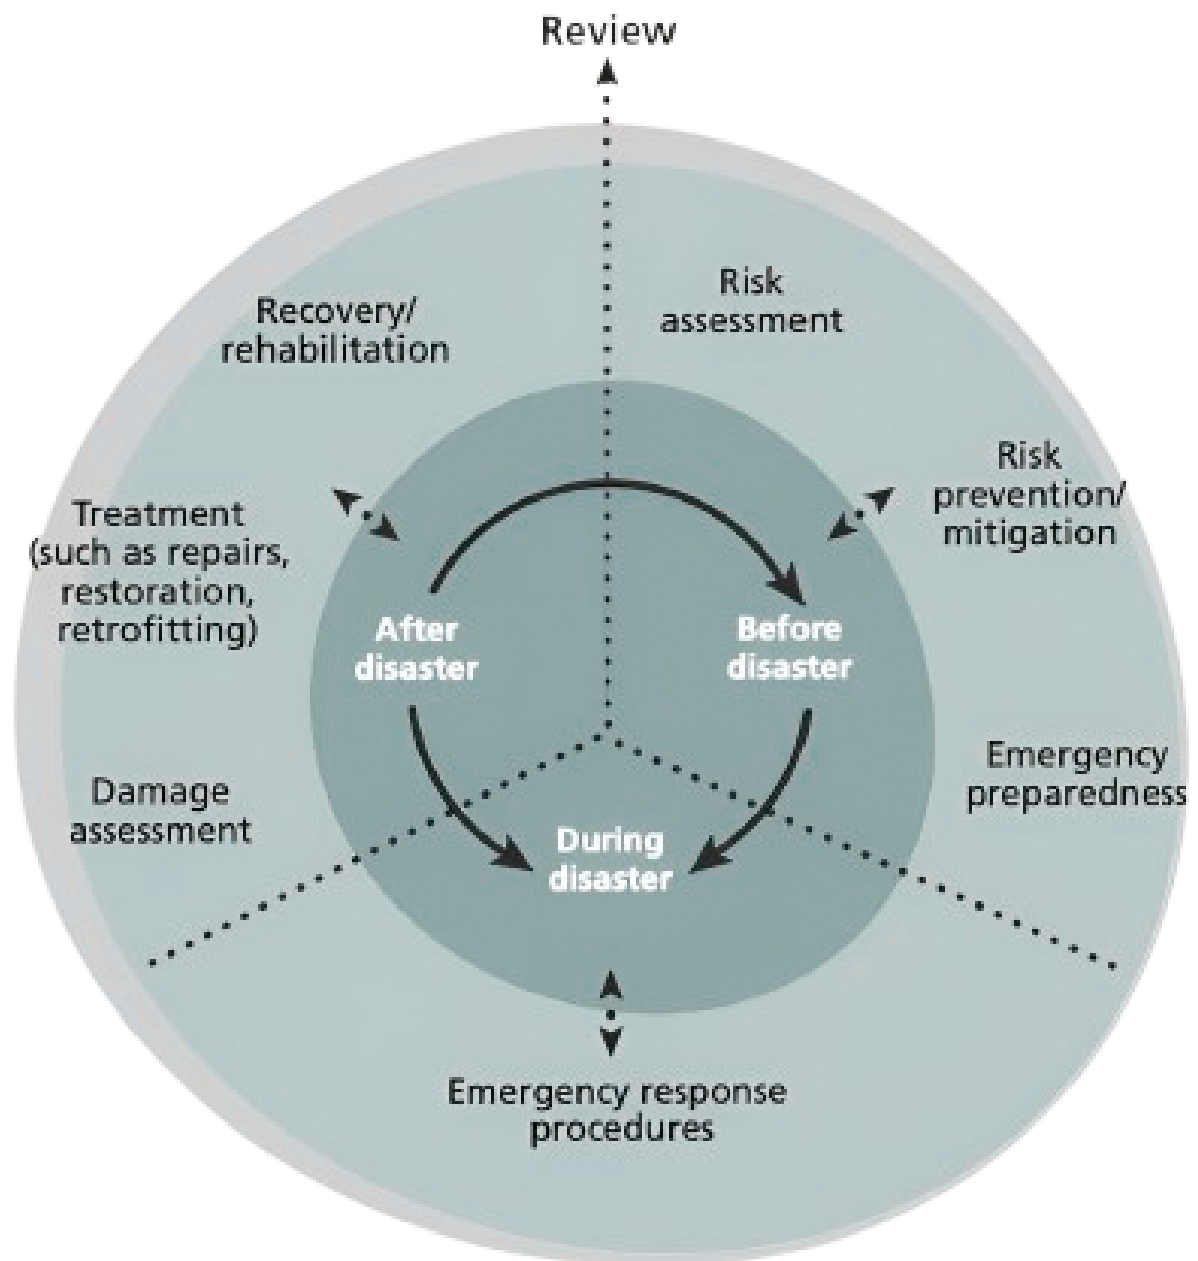 Review
Risk
assessment
Recovery/
rehabilitation
Risk
prevention/
mitigation
Treatment
(such as repairs,
restoration,
retrofitting)
After
disaster
Before
disaster
Emergency
preparedness
Damage
assessment
During
disaster
Emergency response
procedures